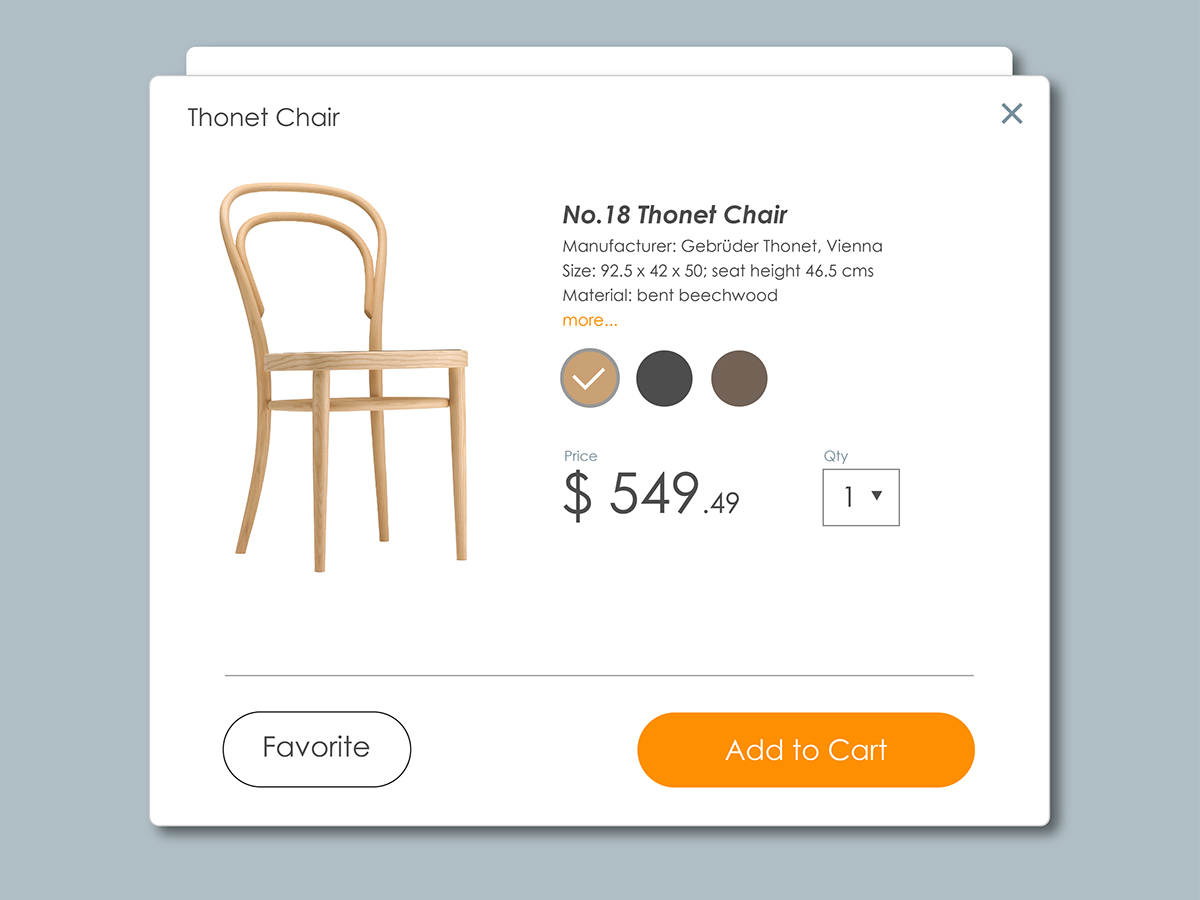 Thonet Chair
No.18 Thonet Chair
Manufacturer: Gebrüder Thonet, Vienna
Size: 92.5 x 42 x 50; seat height 46.5 cms
Material: bent beechwood
more...
Price
Qty
$ 549.49
1
Favorite
Add to Cart